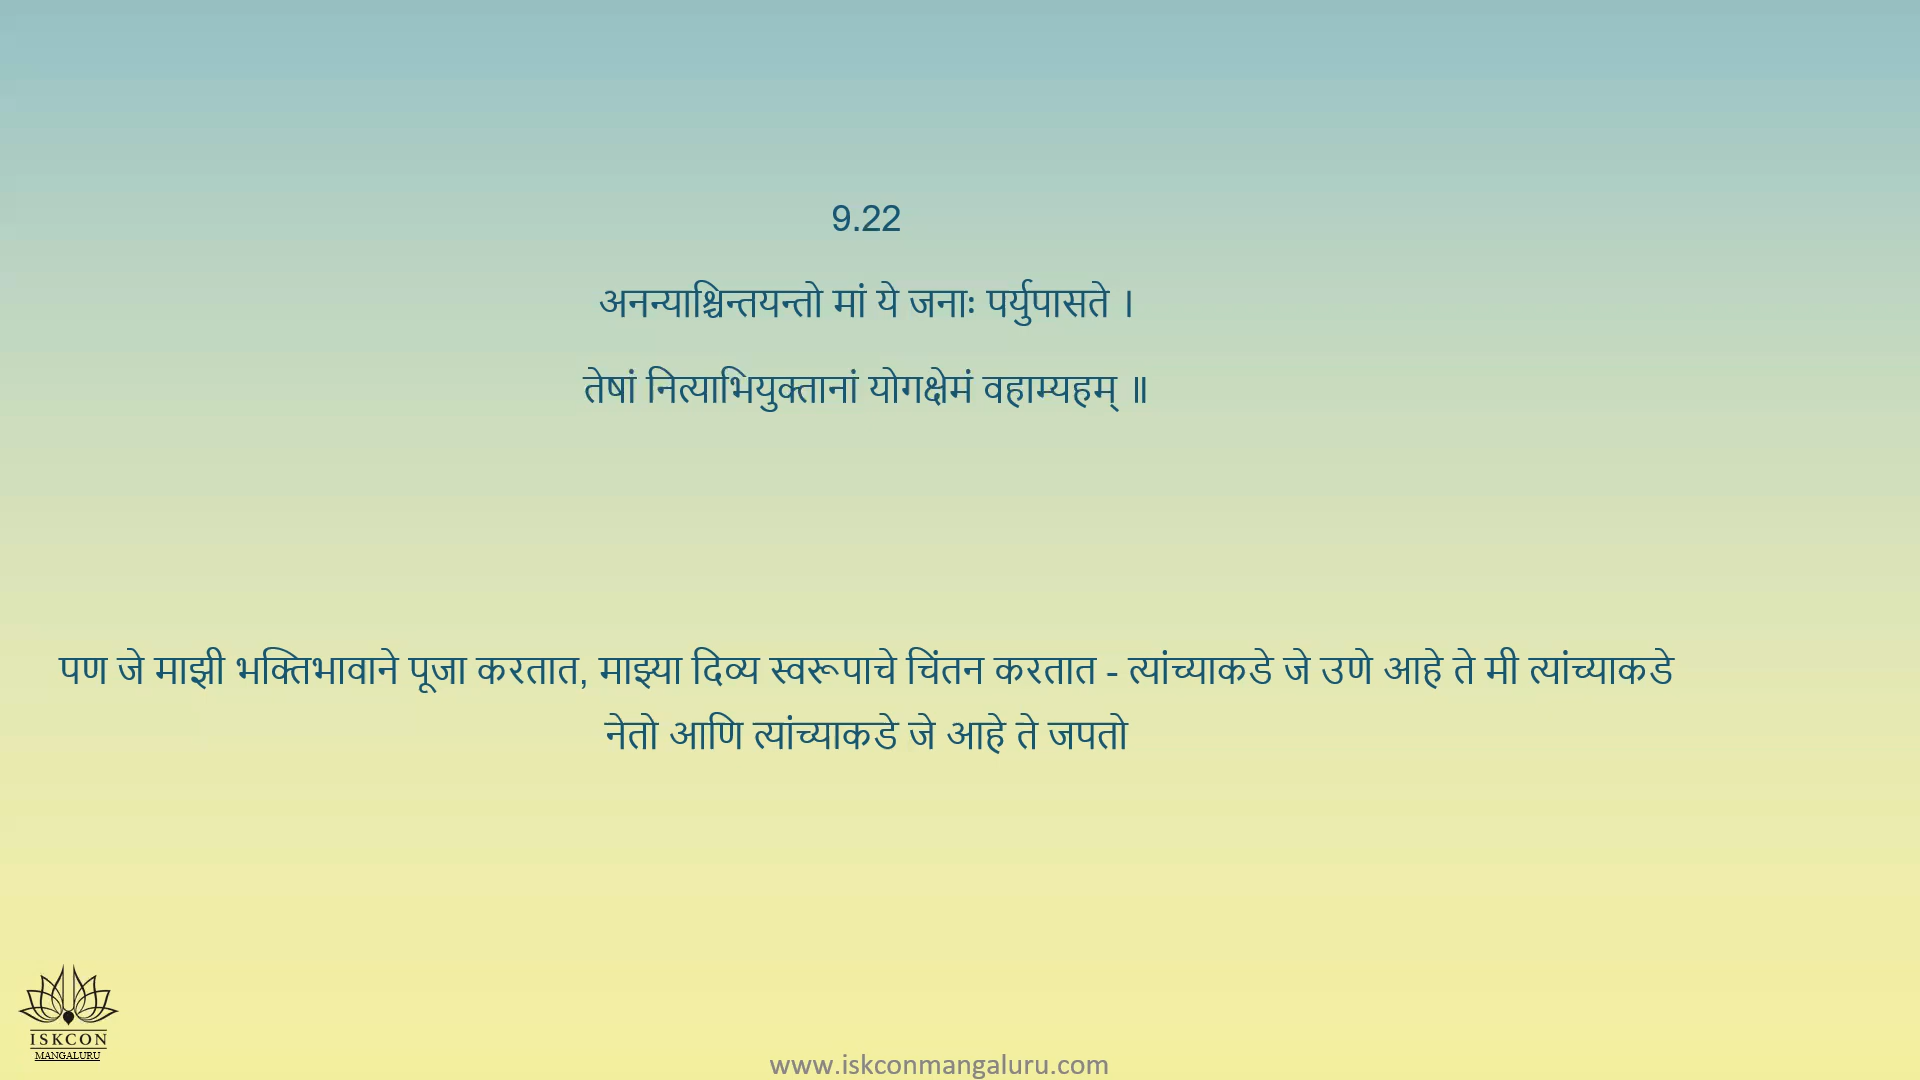 9.22
अनन्याश्चिन्तयन्तो मां ये जनाः पर्युपासते ।
तेषां नित्याभियुक्तानां योगक्षेमं वहाम्यहम् ॥
पण जे माझी भक्तिभावाने पूजा करतात, माझ्या दिव्य स्वरूपाचे चिंतन करतात - त्यांच्याकडे जे उणे आहे ते मी त्यांच्याकडे
नेतो आणि त्यांच्याकडे जे आहे ते जपतो
ISKCON
MANGALURU
www.iskconmangaluru.com